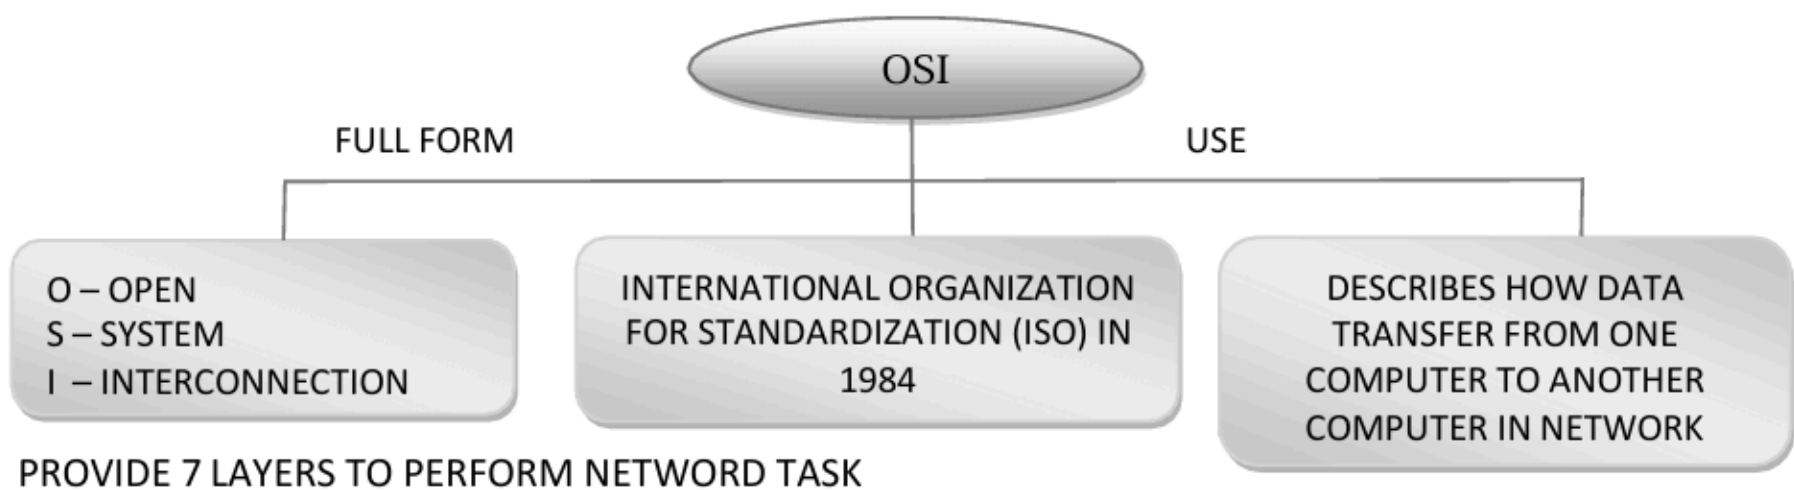 OSI
FULL FORM
USE
O – OPEN
S – SYSTEM
I – INTERCONNECTION
INTERNATIONAL ORGANIZATION
FOR STANDARDIZATION (ISO) IN
1984
DESCRIBES HOW DATA
TRANSFER FROM ONE
COMPUTER TO ANOTHER
COMPUTER IN NETWORK
PROVIDE 7 LAYERS TO PERFORM NETWORD TASK